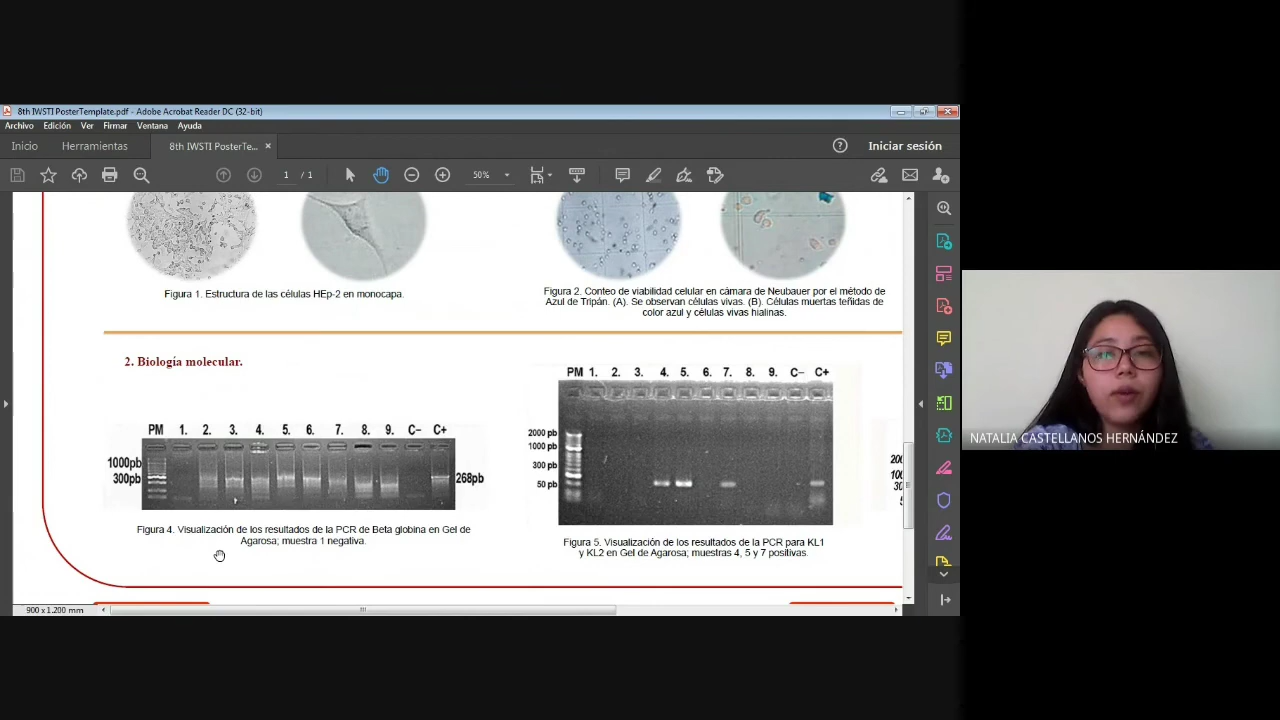 8th IWSTI PosterTemplate.pdf - Adobe Acrobat Reader DC (32-bit)
Archivo Edición Ver Firmar Ventana Ayuda
Inicio Herramientas 8th IWSTI PosterTe... × Iniciar sesión
1 / 1 50%
Figura 1. Estructura de las células HEp-2 en monocapa.
Figura 2. Conteo de viabilidad celular en cámara de Neubauer por el método de
Azul de Tripán. (A). Se observan células vivas. (B). Células muertas teñidas de
color azul y células vivas hialinas.
2. Biología molecular.
PM 1. 2. 3. 4. 5. 6. 7. 8. 9. C- C+
1000pb
300pb
268pb
Figura 4. Visualización de los resultados de la PCR de Beta globina en Gel de
Agarosa; muestra 1 negativa.
PM 1. 2. 3. 4. 5. 6. 7. 8. 9. C- C+
2000 pb
1000 pb
300 pb
50 pb
Figura 5. Visualización de los resultados de la PCR para KL1
y KL2 en Gel de Agarosa; muestras 4, 5 y 7 positivas.
900 x 1.200 mm
NATALIA CASTELLANOS HERNÁNDEZ